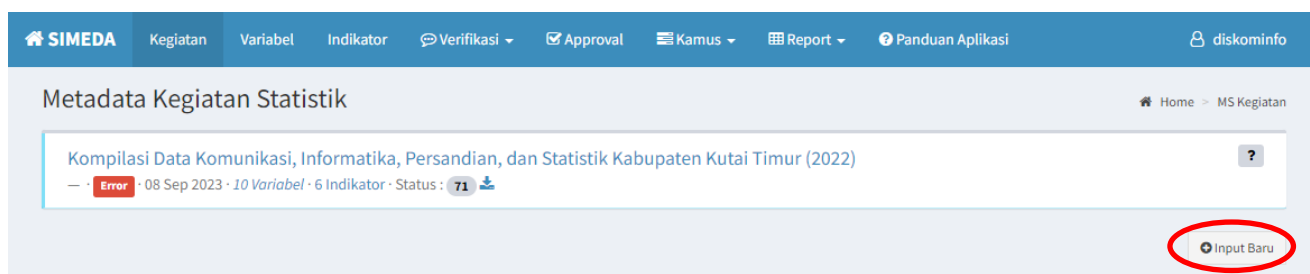 SIMEDA Kegiatan Variabel Indikator Verifikasi Approval Kamus Report Panduan Aplikasi diskominfo
Metadata Kegiatan Statistik Home > MS Kegiatan
Kompilasi Data Komunikasi, Informatika, Persandian, dan Statistik Kabupaten Kutai Timur (2022) ?
— · Error · 08 Sep 2023 · 10 Variabel · 6 Indikator · Status : 71
Input Baru